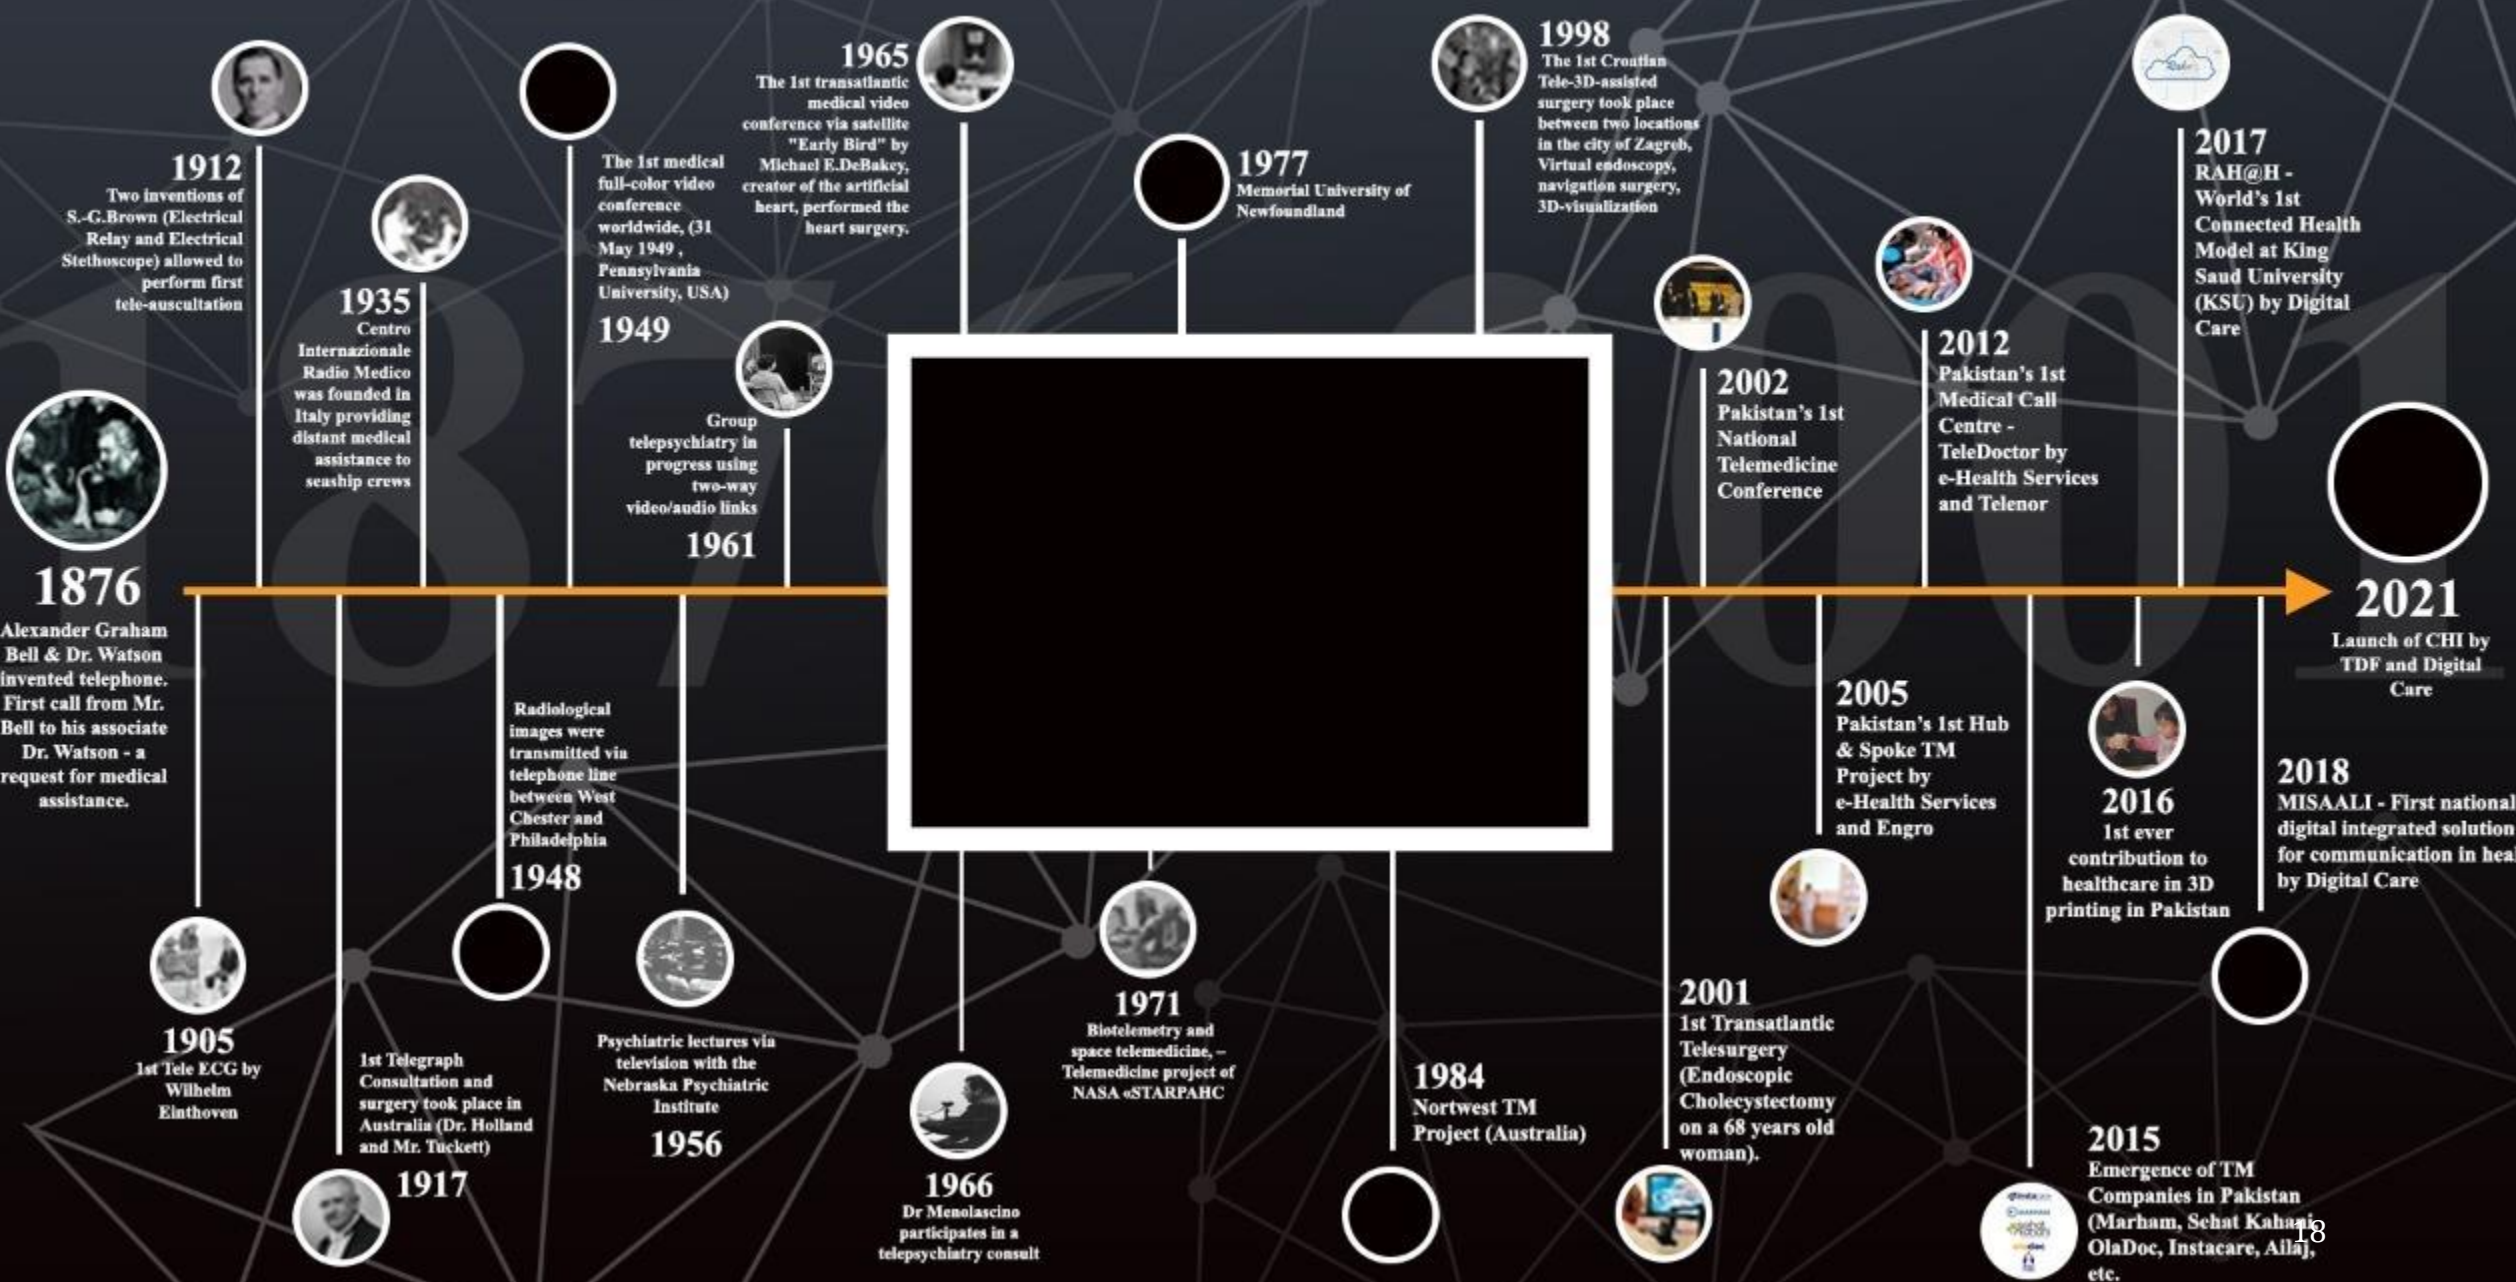 1876
Alexander Graham
Bell & Dr. Watson
invented telephone.
First call from Mr.
Bell to his associate
Dr. Watson - a
request for medical
assistance.
1905
1st Tele ECG by
Wilhelm
Einthoven
1912
Two inventions of
S.-G.Brown (Electrical
Relay and Electrical
Stethoscope) allowed to
perform first
tele-auscultation
1st Telegraph
Consultation and
surgery took place in
Australia (Dr. Holland
and Mr. Tuckett)
1917
1935
Centro
Internazionale
Radio Medico
was founded in
Italy providing
distant medical
assistance to
seaship crews
Radiological
images were
transmitted via
telephone line
between West
Chester and
Philadelphia
1948
The 1st medical
full-color video
conference
worldwide, (31
May 1949 ,
Pennsylvania
University, USA)
1949
Psychiatric lectures via
television with the
Nebraska Psychiatric
Institute
1956
Group
telepsychiatry in
progress using
two-way
video/audio links
1961
1965
The 1st transatlantic
medical video
conference via satellite
"Early Bird" by
Michael E.DeBakey,
creator of the artificial
heart, performed the
heart surgery.
1966
Dr Menolascino
participates in a
telepsychiatry consult
1971
Biotelemetry and
space telemedicine, –
Telemedicine project of
NASA «STARPAHC
1977
Memorial University of
Newfoundland
1984
Nortwest TM
Project (Australia)
1998
The 1st Croatian
Tele-3D-assisted
surgery took place
between two locations
in the city of Zagreb,
Virtual endoscopy,
navigation surgery,
3D-visualization
2001
1st Transatlantic
Telesurgery
(Endoscopic
Cholecystectomy
on a 68 years old
woman).
2002
Pakistan's 1st
National
Telemedicine
Conference
2005
Pakistan's 1st Hub
& Spoke TM
Project by
e-Health Services
and Engro
2012
Pakistan's 1st
Medical Call
Centre -
TeleDoctor by
e-Health Services
and Telenor
2015
Emergence of TM
Companies in Pakistan
(Marham, Sehat Kahani,
OlaDoc, Instacare, Ailaj,
etc.
2016
1st ever
contribution to
healthcare in 3D
printing in Pakistan
2017
RAH@H -
World's 1st
Connected Health
Model at King
Saud University
(KSU) by Digital
Care
2018
MISAALI - First national
digital integrated solution
for communication in hea
by Digital Care
2021
Launch of CHI by
TDF and Digital
Care
18